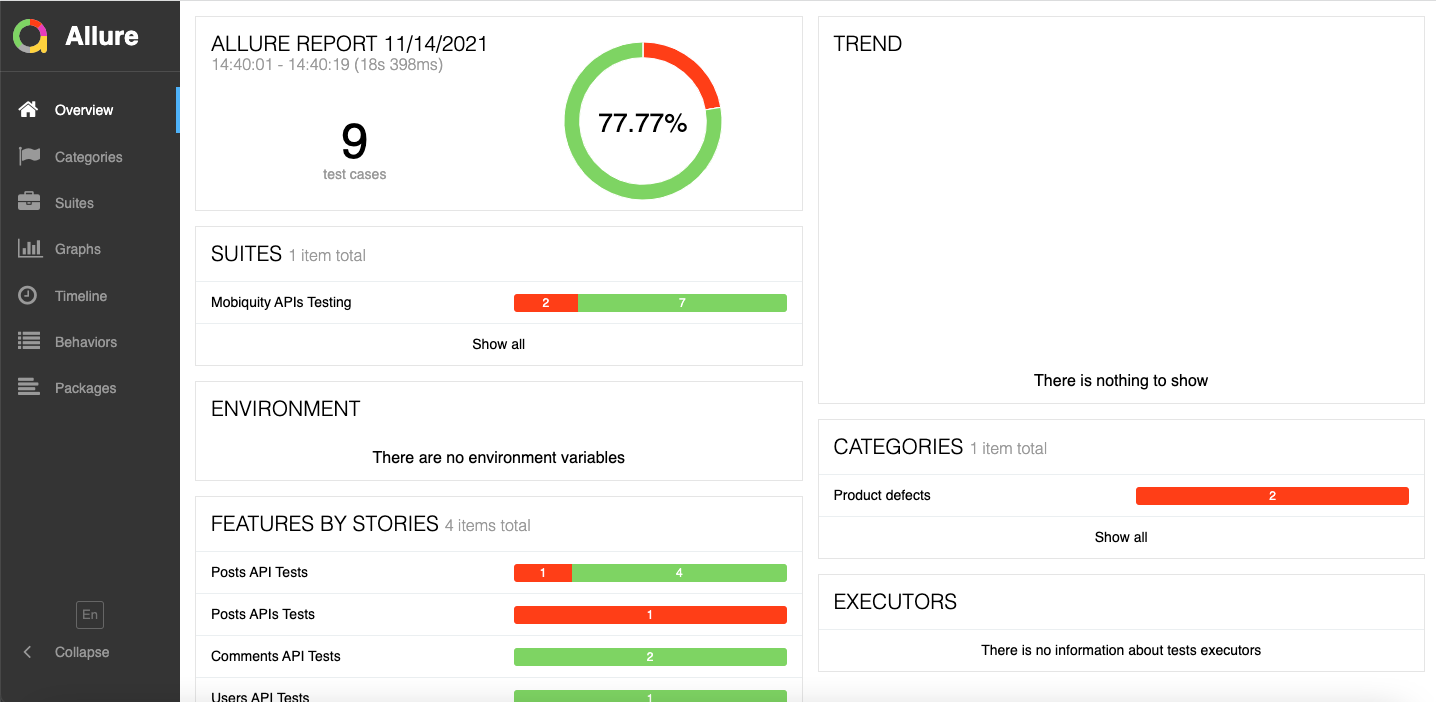 Allure
Overview
Categories
Suites
Graphs
Timeline
Behaviors
Packages
En
Collapse
ALLURE REPORT 11/14/2021
14:40:01 - 14:40:19 (18s 398ms)
9
test cases
77.77%
SUITES 1 item total
Mobiquity APIs Testing 2 7
Show all
ENVIRONMENT
There are no environment variables
FEATURES BY STORIES 4 items total
Posts API Tests 1 4
Posts APIs Tests 1
Comments API Tests 2
Users API Tests 1
TREND
There is nothing to show
CATEGORIES 1 item total
Product defects 2
Show all
EXECUTORS
There is no information about tests executors